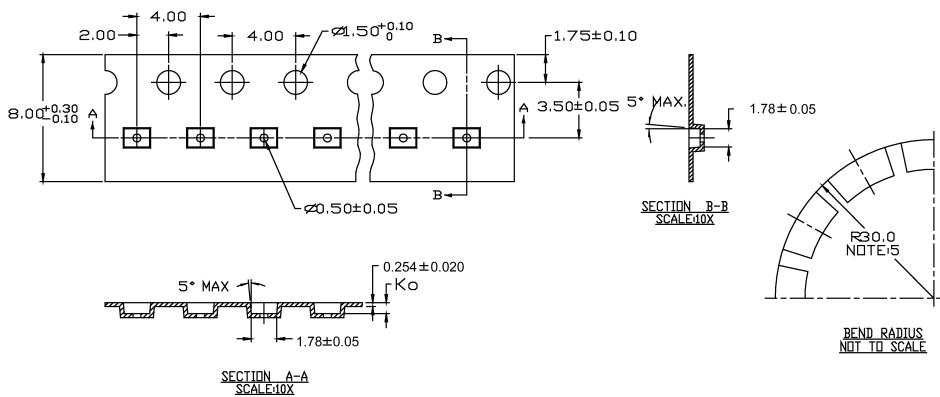 4.00
2.00
4.00
Ø1.50 +0.10 0
B
1.75±0.10
8.00 +0.30 -0.10
A
A
3.50±0.05
5° MAX.
1.78±0.05
B
Ø0.50±0.05
SECTION B-B
SCALE:10X
R30.0
NOTE:5
5° MAX
0.254±0.020
Ko
1.78±0.05
BEND RADIUS
NOT TO SCALE
SECTION A-A
SCALE:10X